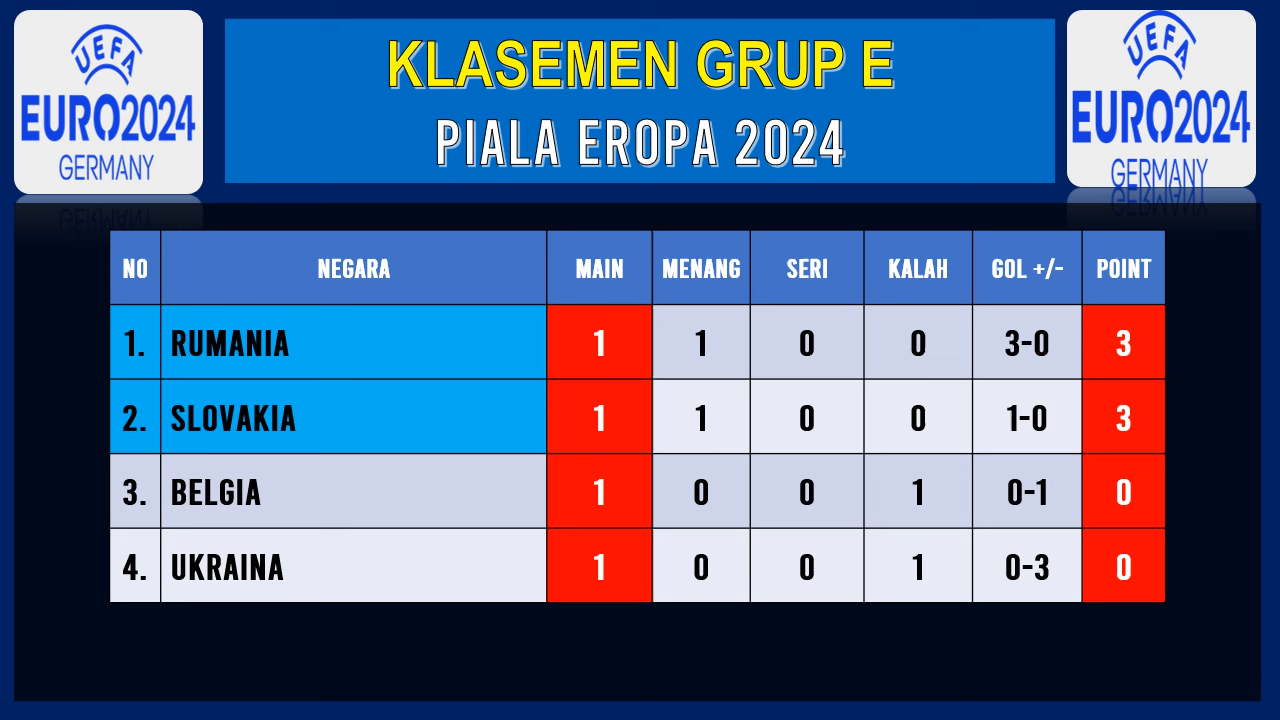 UEFA
EURO2024
GERMANY
KLASEMEN GRUP E
PIALA EROPA 2024
UEFA
EURO2024
GERMANY
NO NEGARA MAIN MENANG SERI KALAH GOL +/- POINT
1. RUMANIA 1 1 0 0 3-0 3
2. SLOVAKIA 1 1 0 0 1-0 3
3. BELGIA 1 0 0 1 0-1 0
4. UKRAINA 1 0 0 1 0-3 0